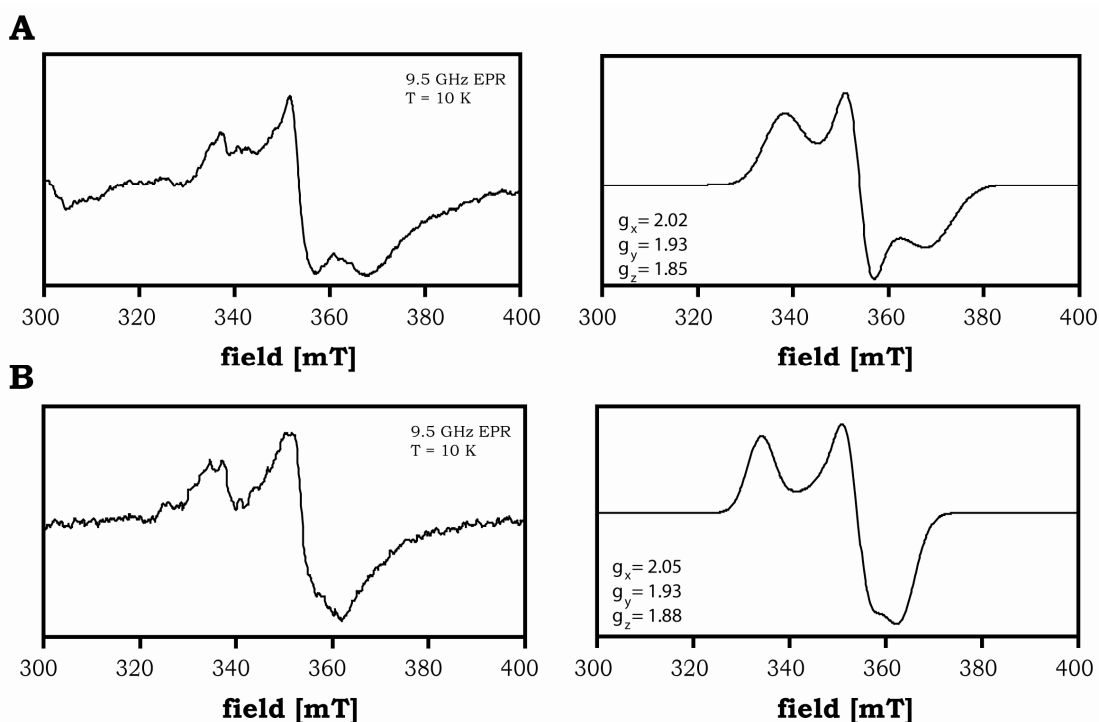 A
9.5 GHz EPR
T = 10 K
300 320 340 360 380 400
field [mT]
gx= 2.02
gy= 1.93
gz= 1.85
300 320 340 360 380 400
field [mT]
B
9.5 GHz EPR
T = 10 K
300 320 340 360 380 400
field [mT]
gx= 2.05
gy= 1.93
gz= 1.88
300 320 340 360 380 400
field [mT]